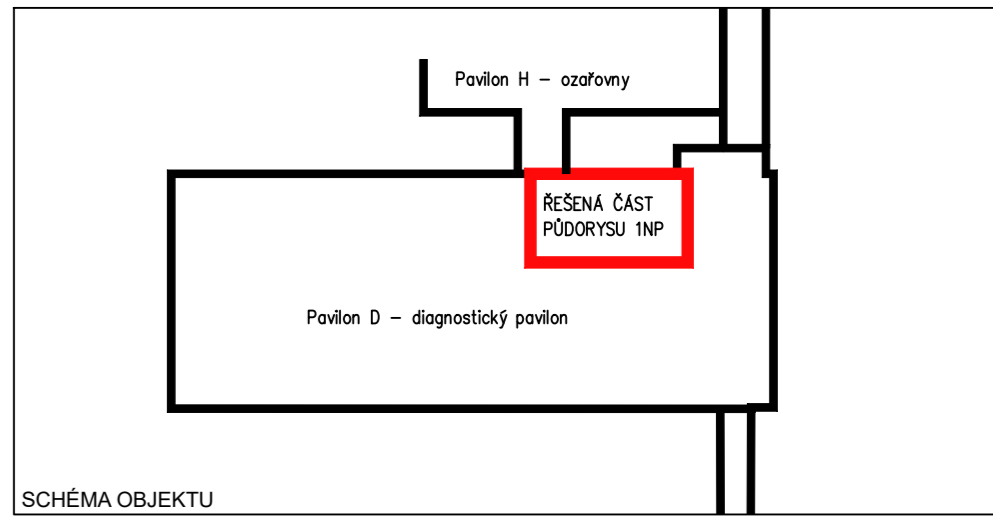 Pavilon H – ozařovny
ŘEŠENÁ ČÁST
PŮDORYSU 1NP
Pavilon D – diagnostický pavilon
SCHÉMA OBJEKTU